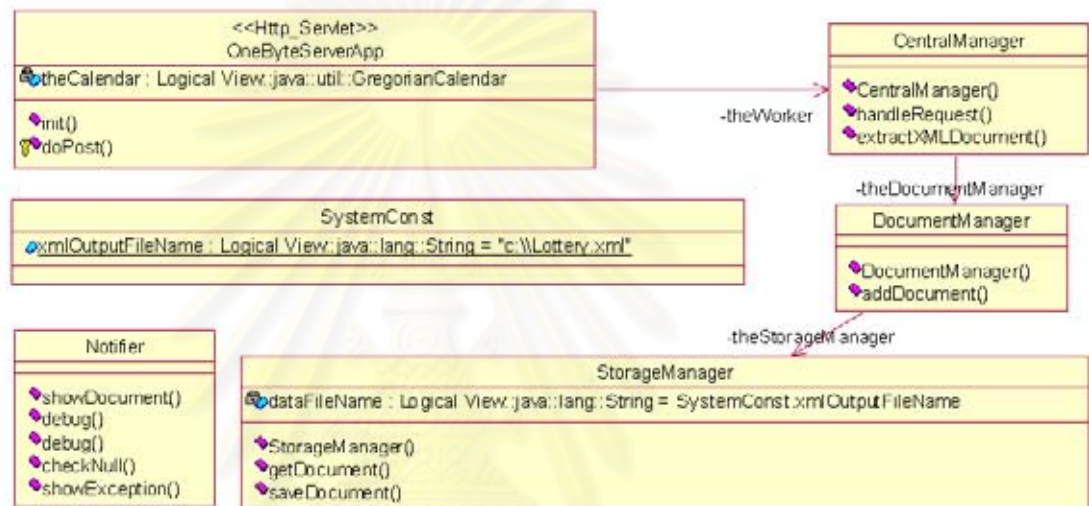 <<Http_Servlet>>
OneByteServerApp
theCalendar : Logical View::java::util::GregorianCalendar
init()
doPost()
-theWorker
CentralManager
CentralManager()
handleRequest()
extractXMLDocument()
-theDocumentManager
DocumentManager
DocumentManager()
addDocument()
-theStorageManager
SystemConst
xmlOutputFileName : Logical View::java::lang::String = "c:\\Lottery.xml"
Notifier
showDocument()
debug()
debug()
checkNull()
showException()
StorageManager
dataFileName : Logical View::java::lang::String = SystemConst.xmlOutputFileName
StorageManager()
getDocument()
saveDocument()